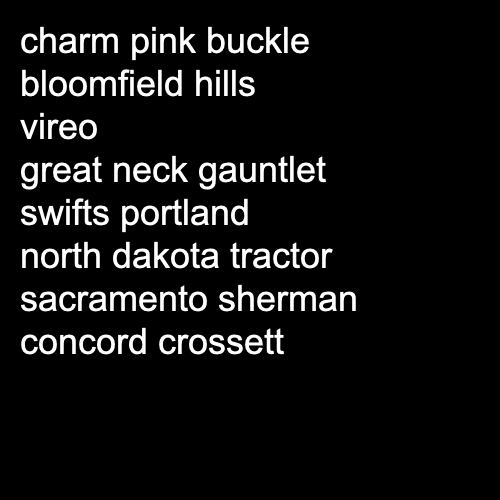 charm pink buckle
bloomfield hills
vireo
great neck gauntlet
swifts portland
north dakota tractor
sacramento sherman
concord crossett